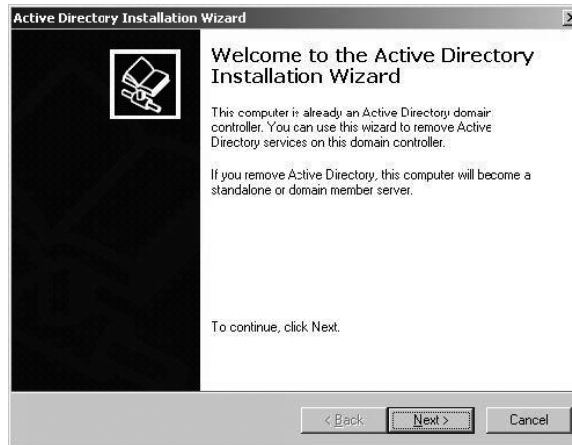 Active Directory Installation Wizard
Welcome to the Active Directory
Installation Wizard
This computer is already an Active Directory domain
controller. You can use this wizard to remove Active
Directory services on this domain controller.
If you remove Active Directory, this computer will become a
standalone or domain member server.
To continue, click Next.
< Back Next > Cancel